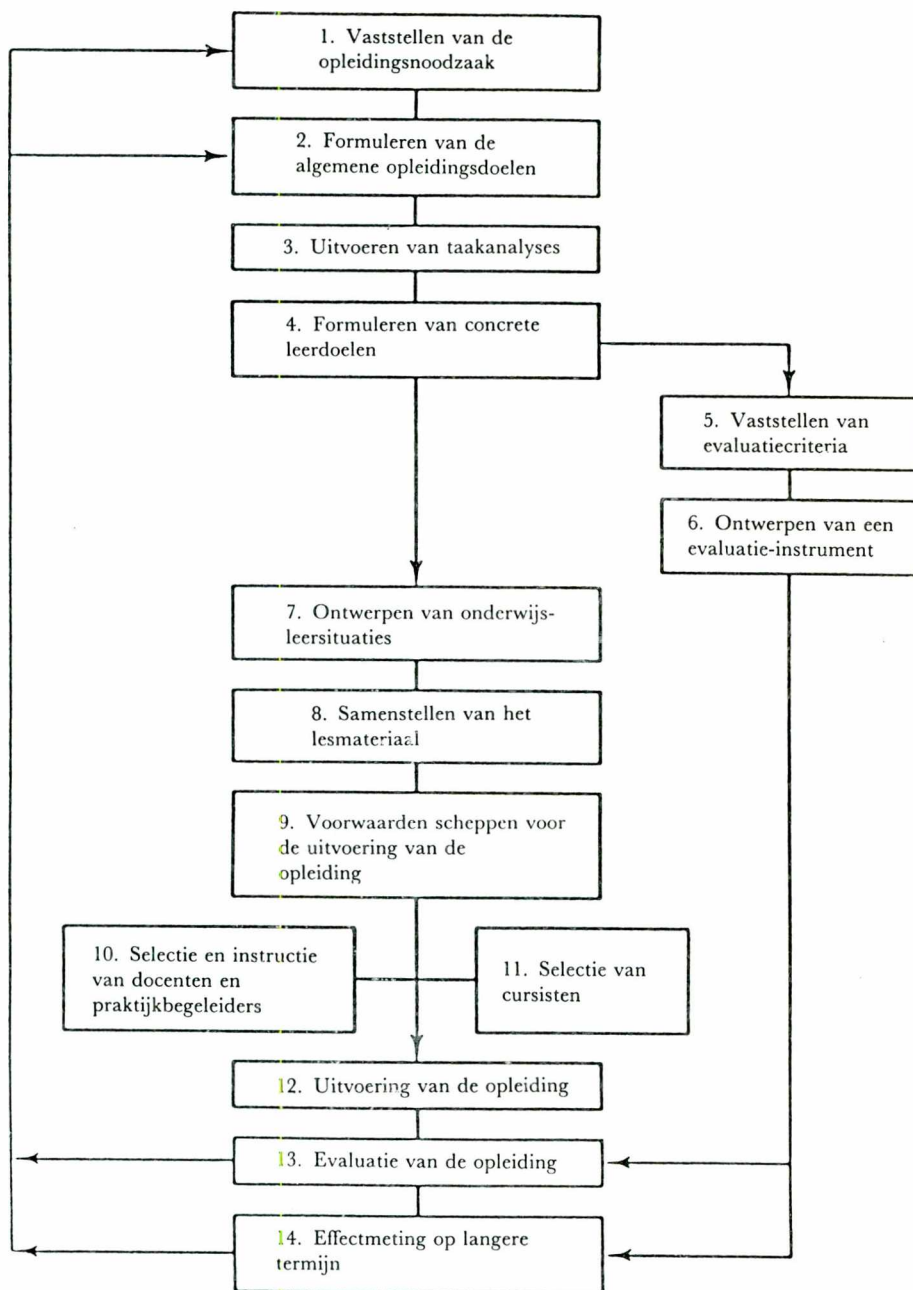 1. Vaststellen van de
opleidingsnoodzaak
2. Formuleren van de
algemene opleidingsdoelen
3. Uitvoeren van taakanalyses
4. Formuleren van concrete
leerdoelen
5. Vaststellen van
evaluatiecriteria
6. Ontwerpen van een
evaluatie-instrument
7. Ontwerpen van onderwijs-
leersituaties
8. Samenstellen van het
lesmateriaal
9. Voorwaarden scheppen voor
de uitvoering van de
opleiding
10. Selectie en instructie
van docenten en
praktijkbegeleiders
11. Selectie van
cursisten
12. Uitvoering van de opleiding
13. Evaluatie van de opleiding
14. Effectmeting op langere
termijn